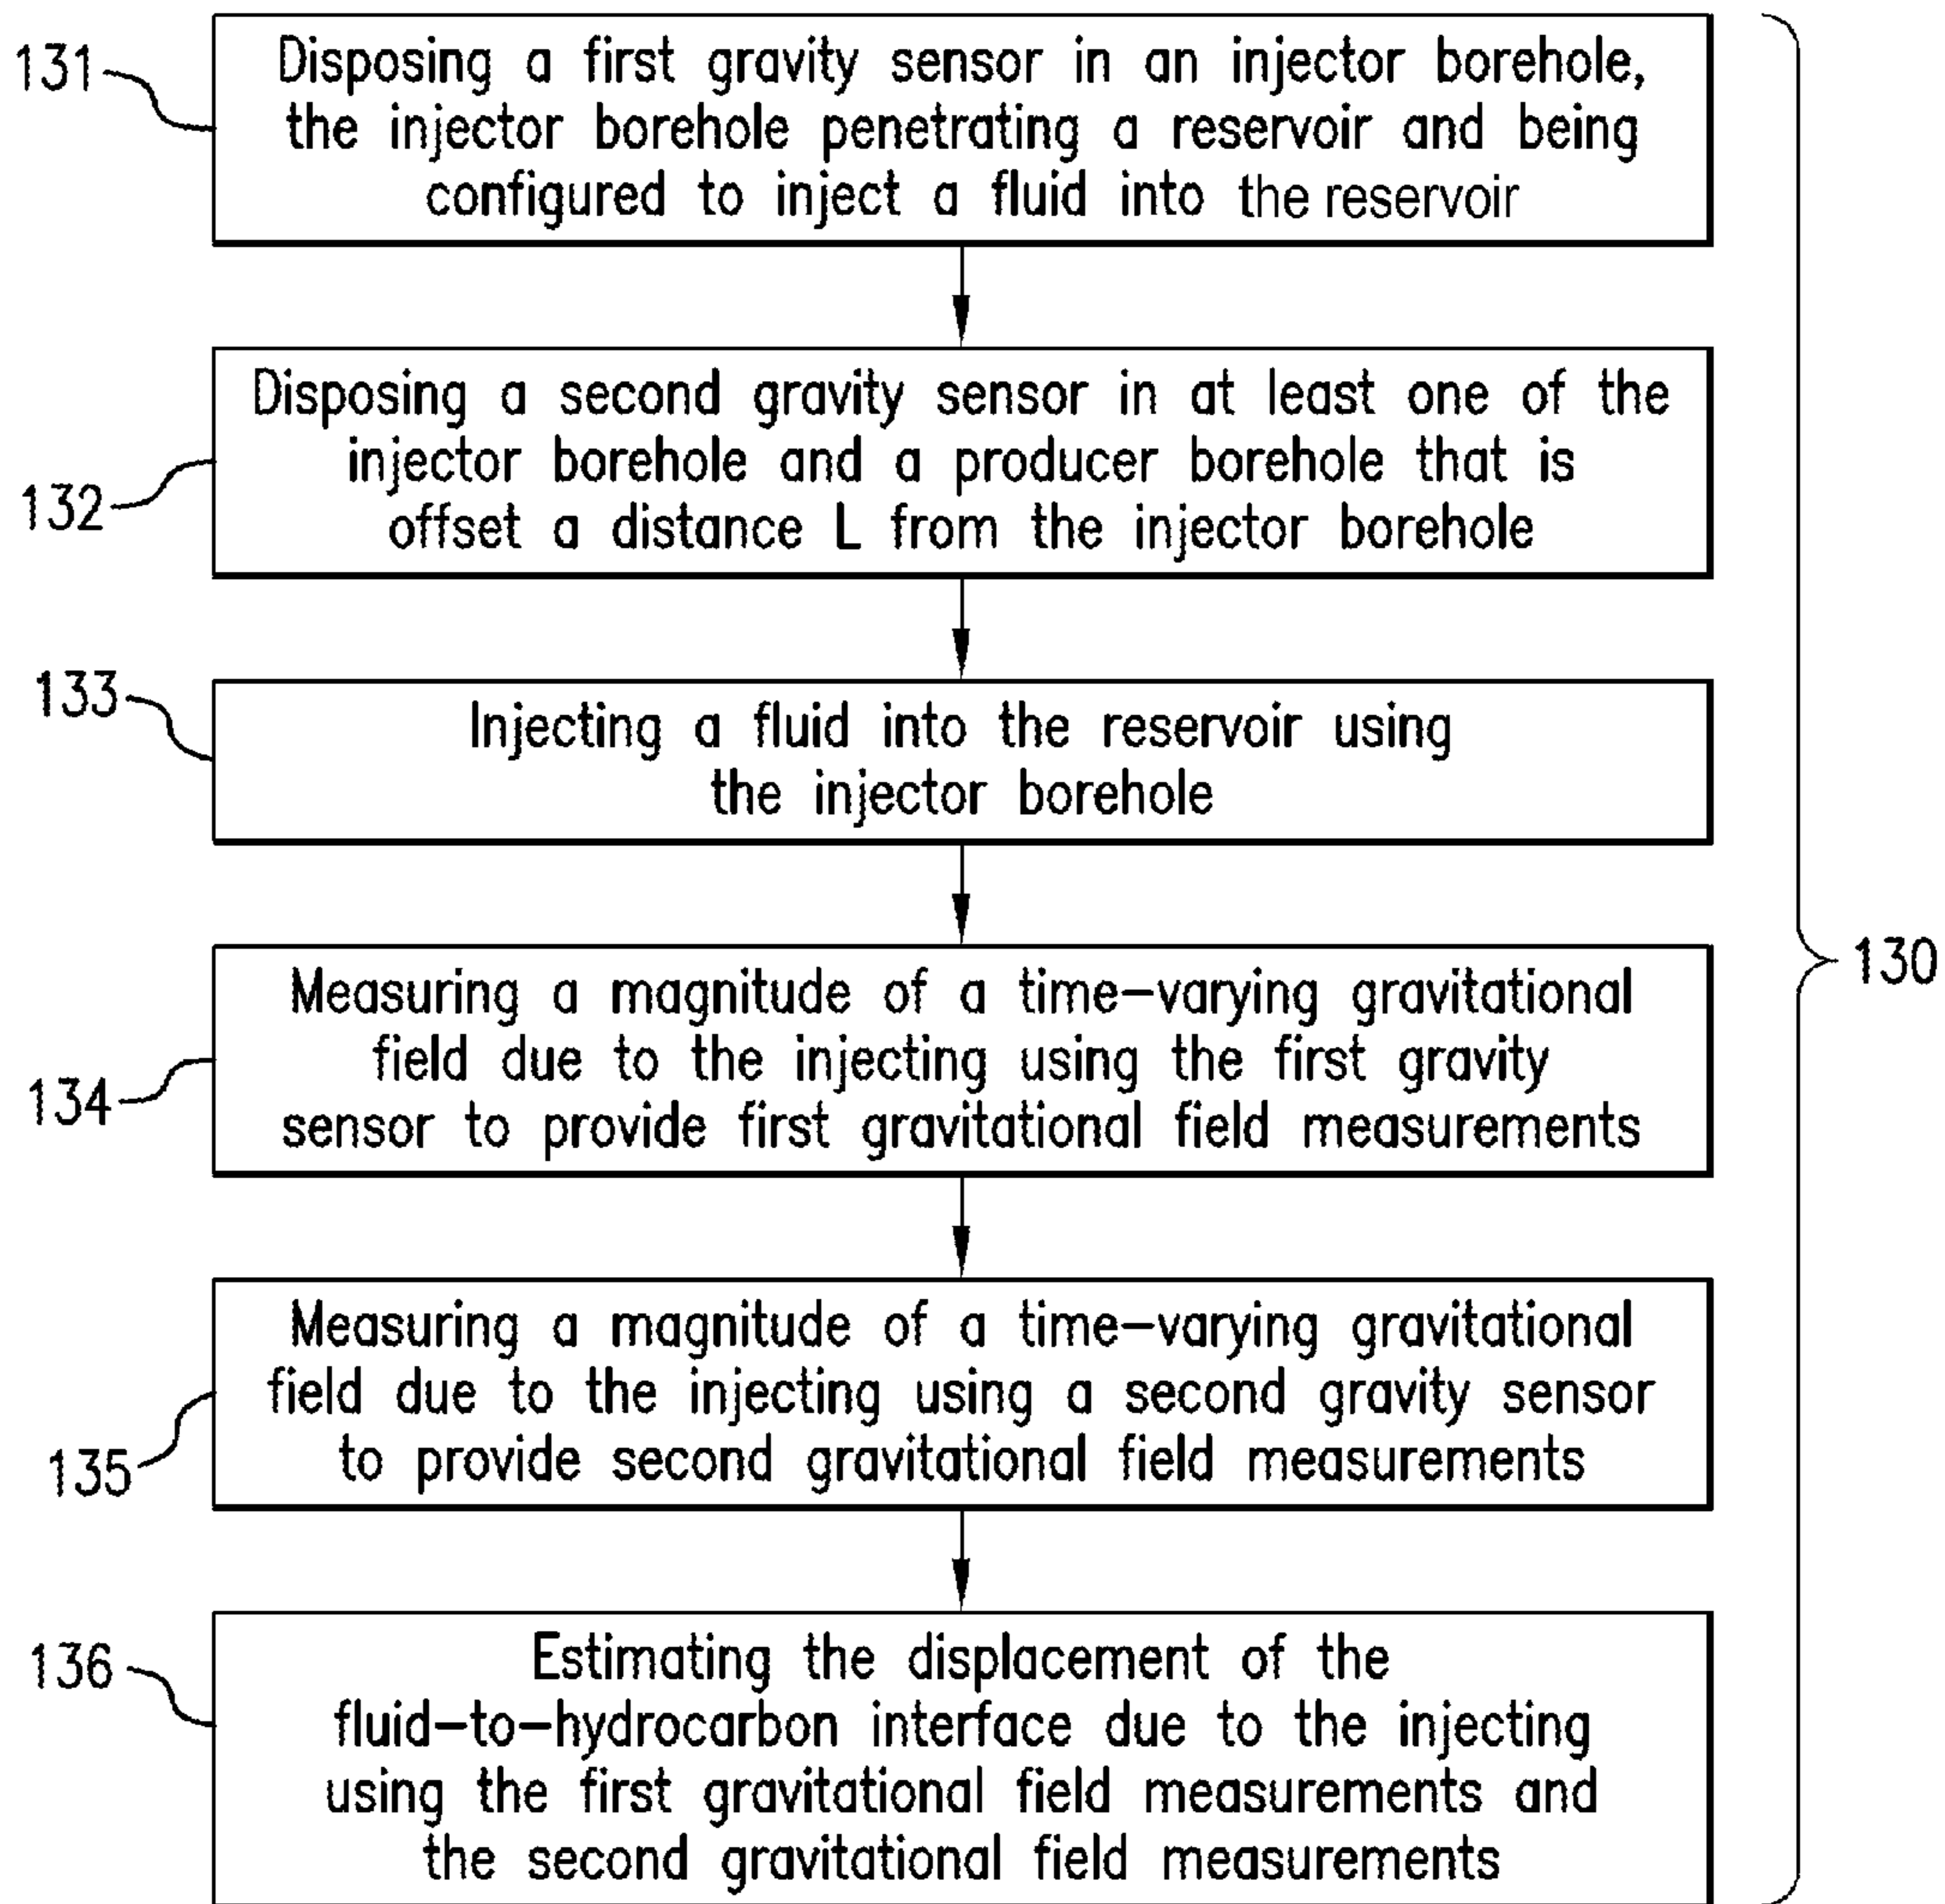 131
Disposing a first gravity sensor in an injector borehole,
the injector borehole penetrating a reservoir and being
configured to inject a fluid into the reservoir
132
Disposing a second gravity sensor in at least one of the
injector borehole and a producer borehole that is
offset a distance L from the injector borehole
133
Injecting a fluid into the reservoir using
the injector borehole
134
Measuring a magnitude of a time-varying gravitational
field due to the injecting using the first gravity
sensor to provide first gravitational field measurements
130
135
Measuring a magnitude of a time-varying gravitational
field due to the injecting using a second gravity sensor
to provide second gravitational field measurements
136
Estimating the displacement of the
fluid-to-hydrocarbon interface due to the injecting
using the first gravitational field measurements and
the second gravitational field measurements